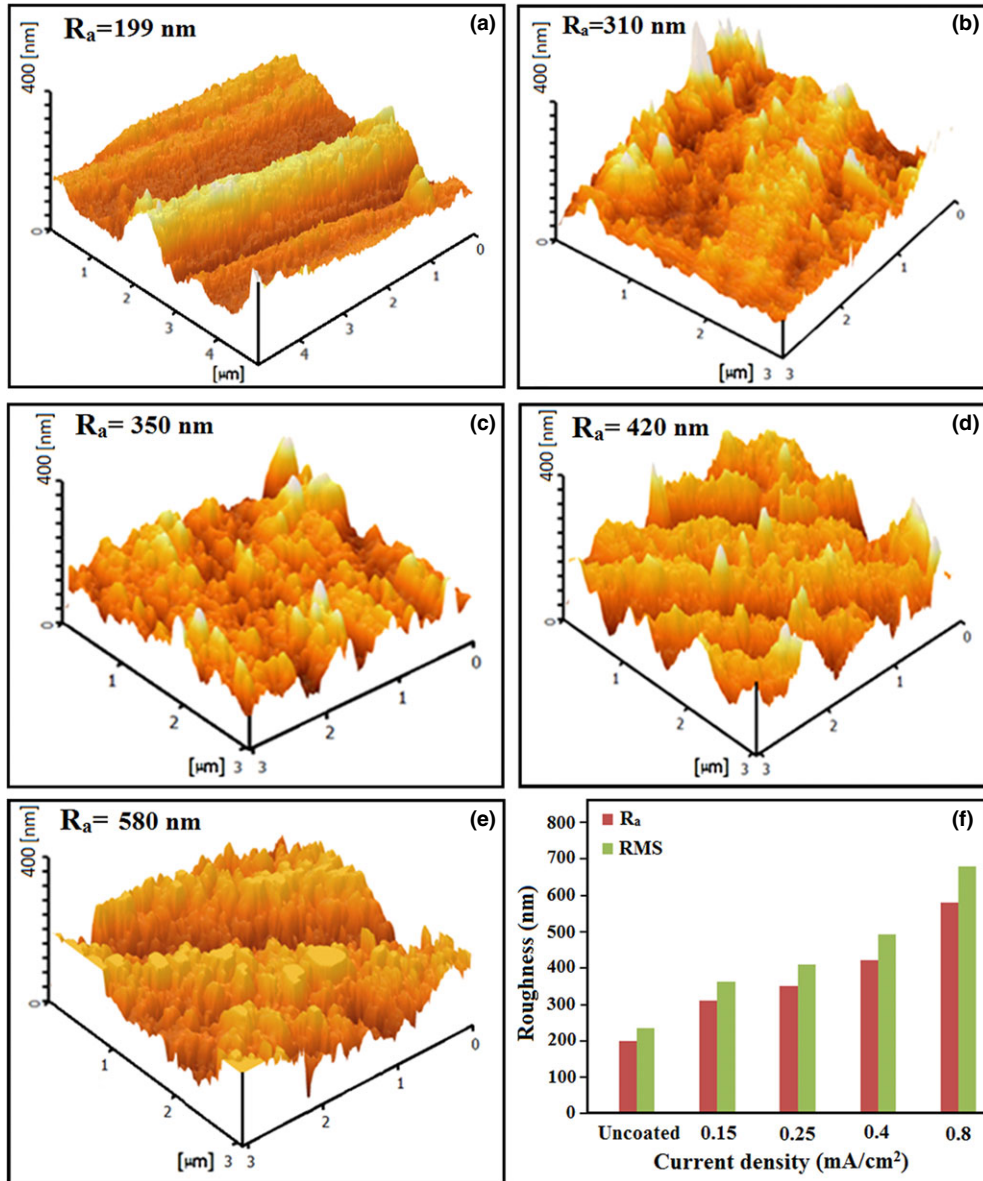 Rₐ=199 nm
(a)
400 [nm]
0
1
2
3
4
[µm]
4
3
2
1
0
Rₐ=310 nm
(b)
400 [nm]
0
1
2
[µm] 3 3
2
1
0
Rₐ= 350 nm
(c)
400 [nm]
0
1
2
[µm] 3 3
2
1
0
Rₐ= 420 nm
(d)
400 [nm]
0
1
2
[µm] 3 3
2
1
0
Rₐ= 580 nm
(e)
400 [nm]
0
1
2
[µm] 3 3
2
1
0
(f)
Rₐ
RMS
Roughness (nm)
800
700
600
500
400
300
200
100
0
Uncoated 0.15 0.25 0.4 0.8
Current density (mA/cm²)